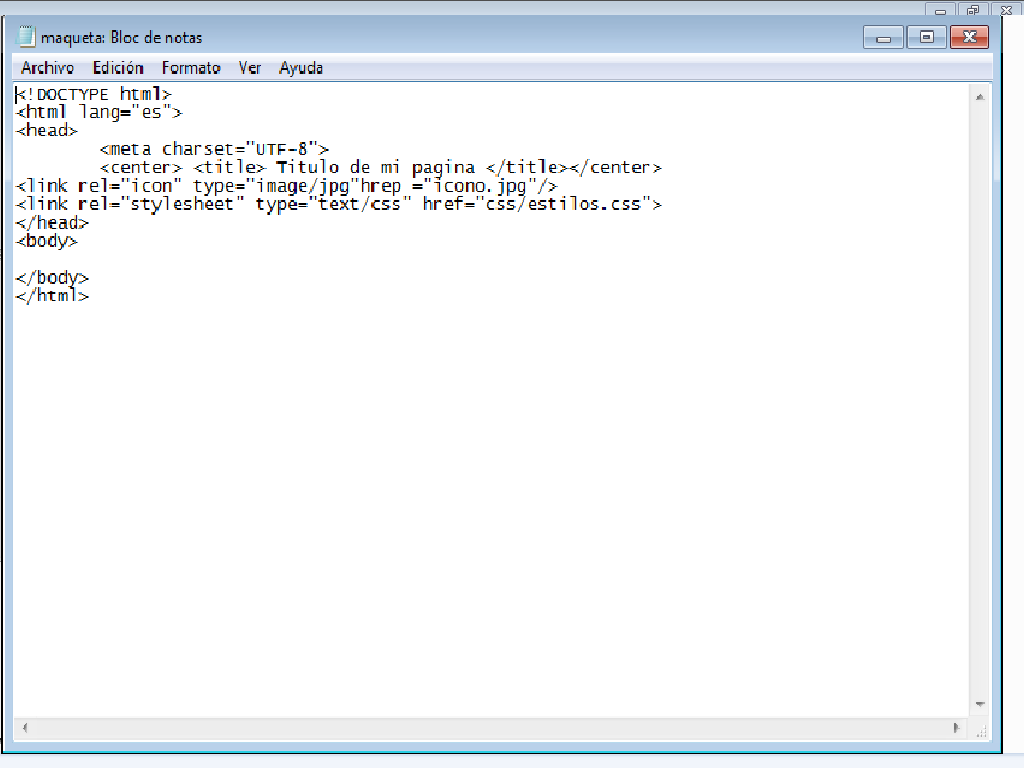 maqueta: Bloc de notas
Archivo Edición Formato Ver Ayuda
<!DOCTYPE html>
<html lang="es">
<head>
<meta charset="UTF-8">
<center> <title> Titulo de mi pagina </title></center>
<link rel="icon" type="image/jpg"hrep ="icono.jpg"/>
<link rel="stylesheet" type="text/css" href="css/estilos.css">
</head>
<body>
</body>
</html>